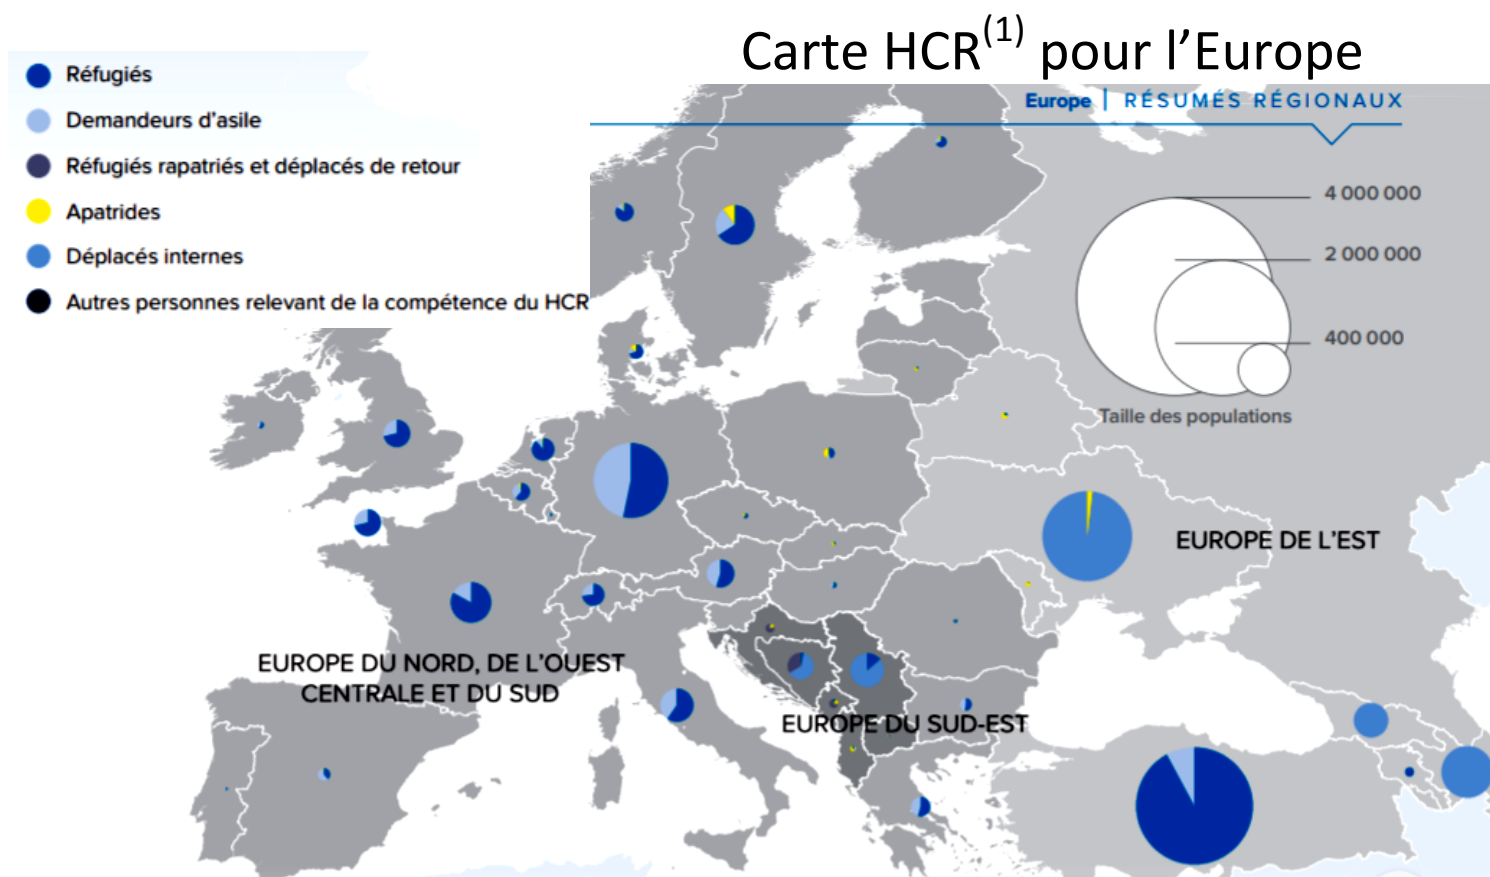 Carte HCR(1) pour l'Europe
Réfugiés
Demandeurs d'asile
Réfugiés rapatriés et déplacés de retour
Apatrides
Déplacés internes
Autres personnes relevant de la compétence du HCR
Europe | RÉSUMÉS RÉGIONAUX
4 000 000
2 000 000
400 000
Taille des populations
EUROPE DE L'EST
EUROPE DU NORD, DE L'OUEST
CENTRALE ET DU SUD
EUROPE DU SUD-EST